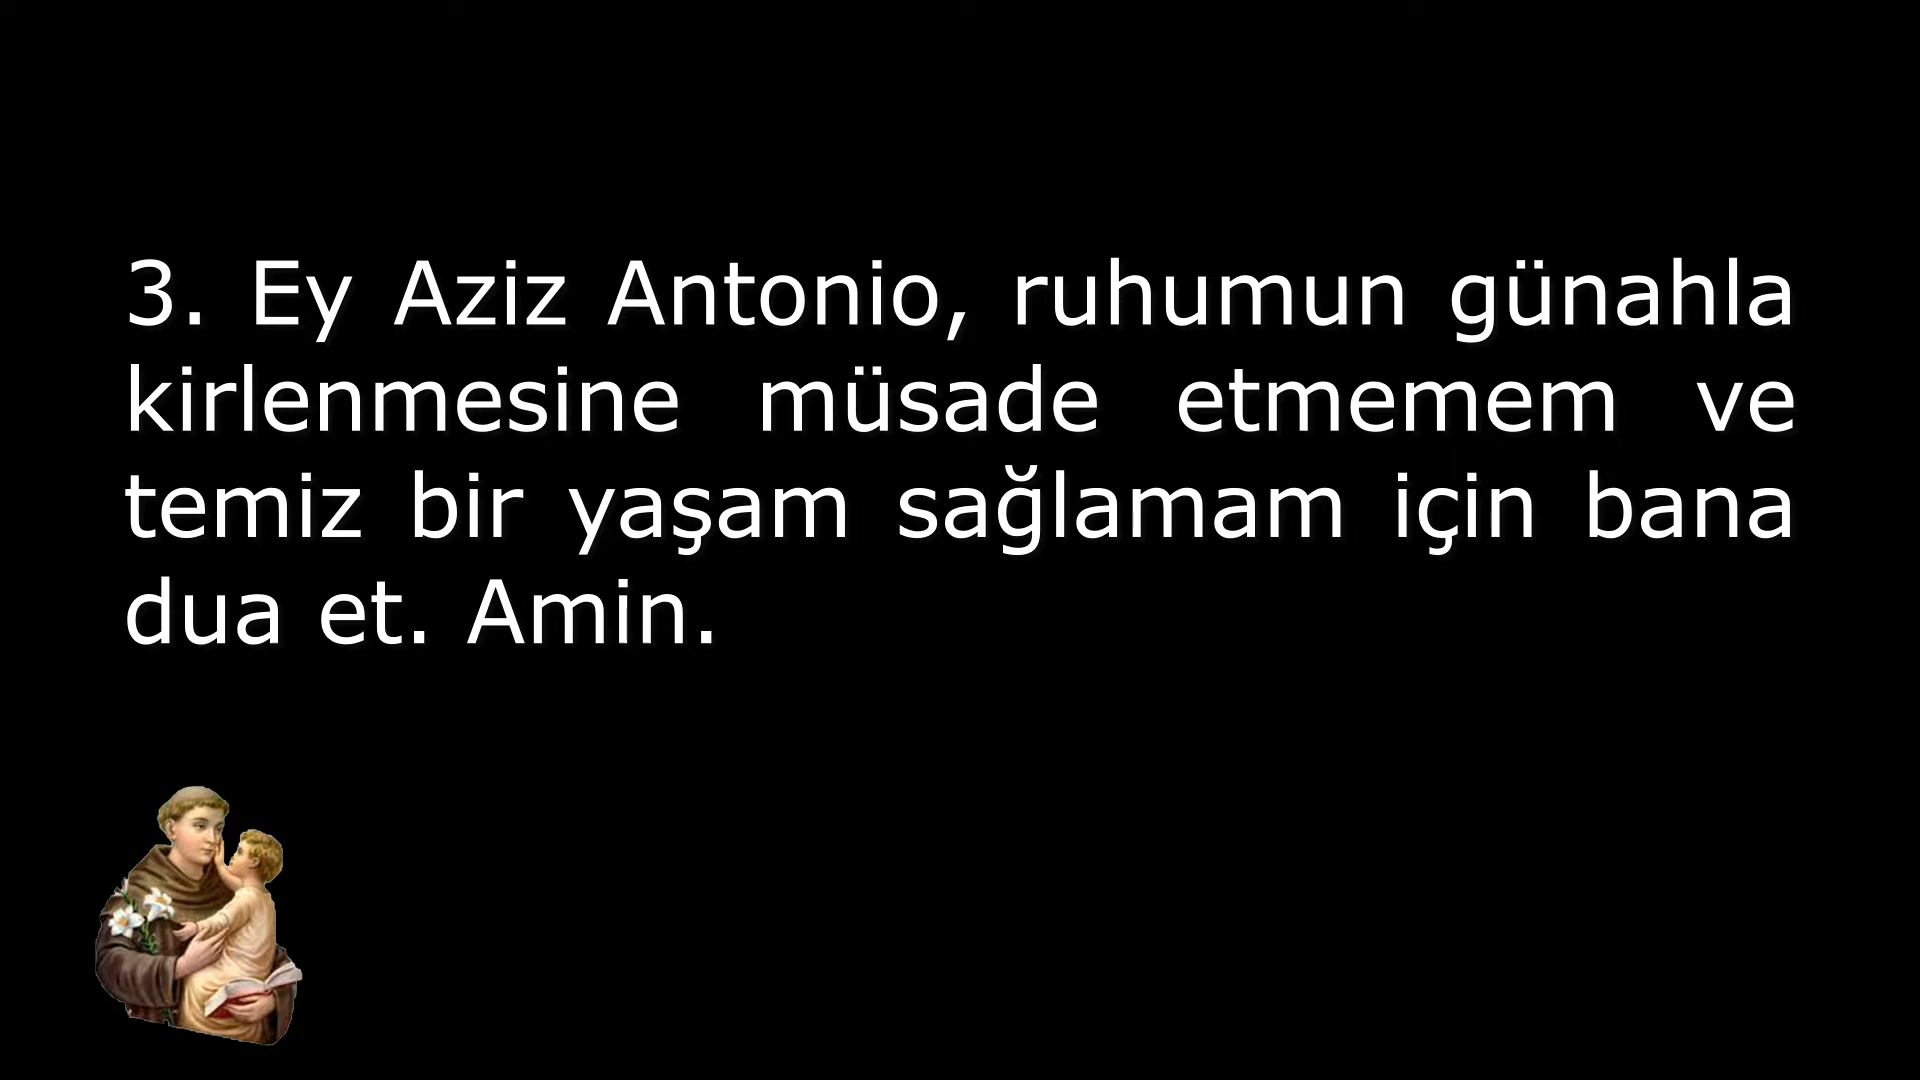 3. Ey Aziz Antonio, ruhumun günahla
kirlenmesine müsade etmemem ve
temiz bir yaşam sağlamam için bana
dua et. Amin.